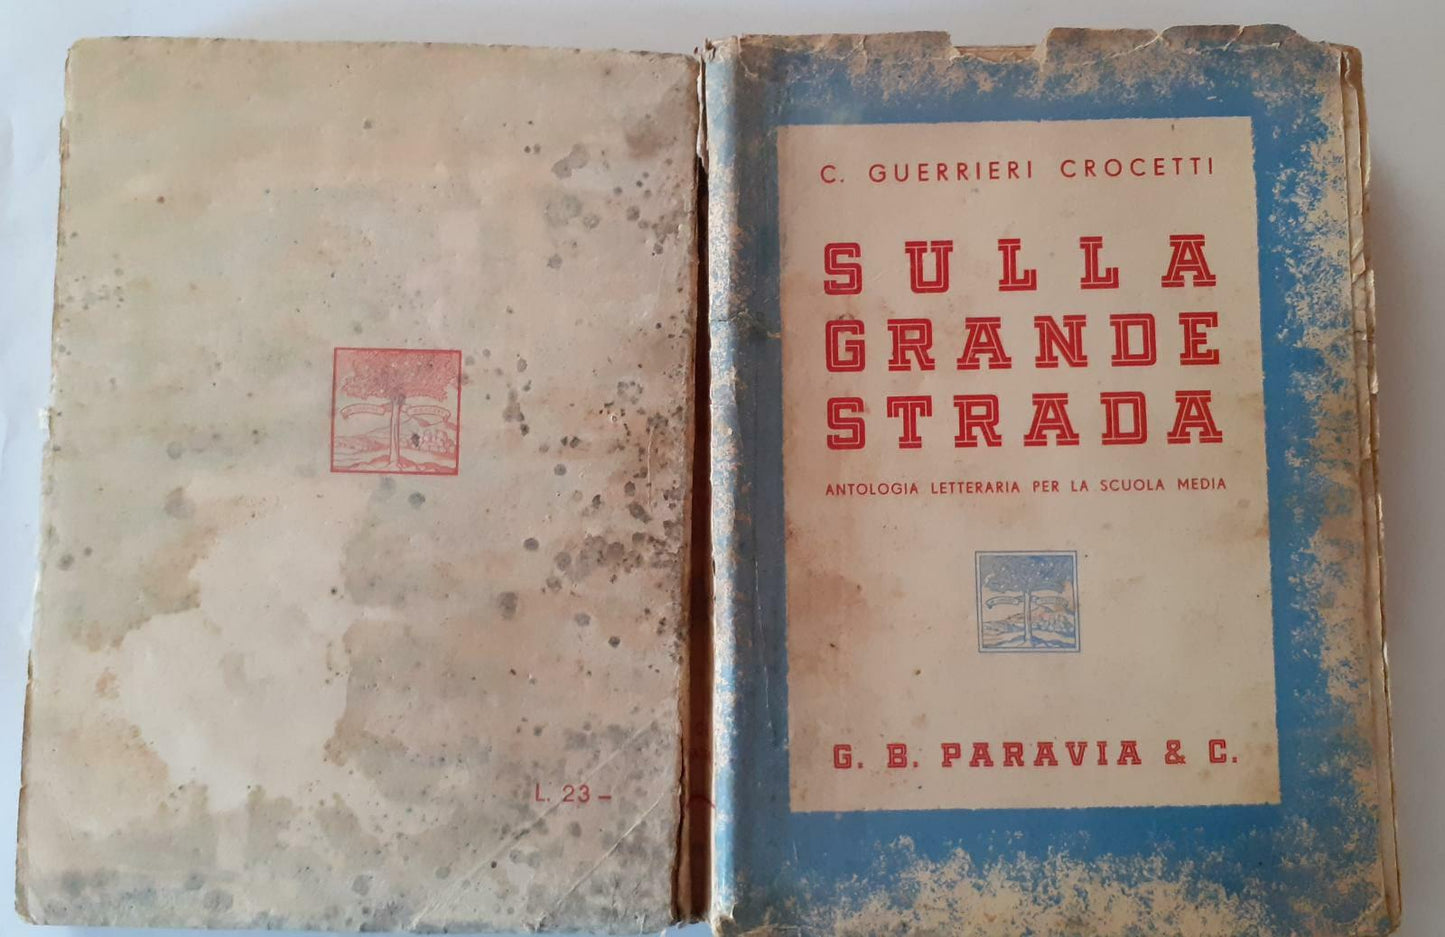 L. 23 –
C. GUERRIERI CROCETTI
SULLA
GRANDE
STRADA
ANTOLOGIA LETTERARIA PER LA SCUOLA MEDIA
G. B. PARAVIA & C.